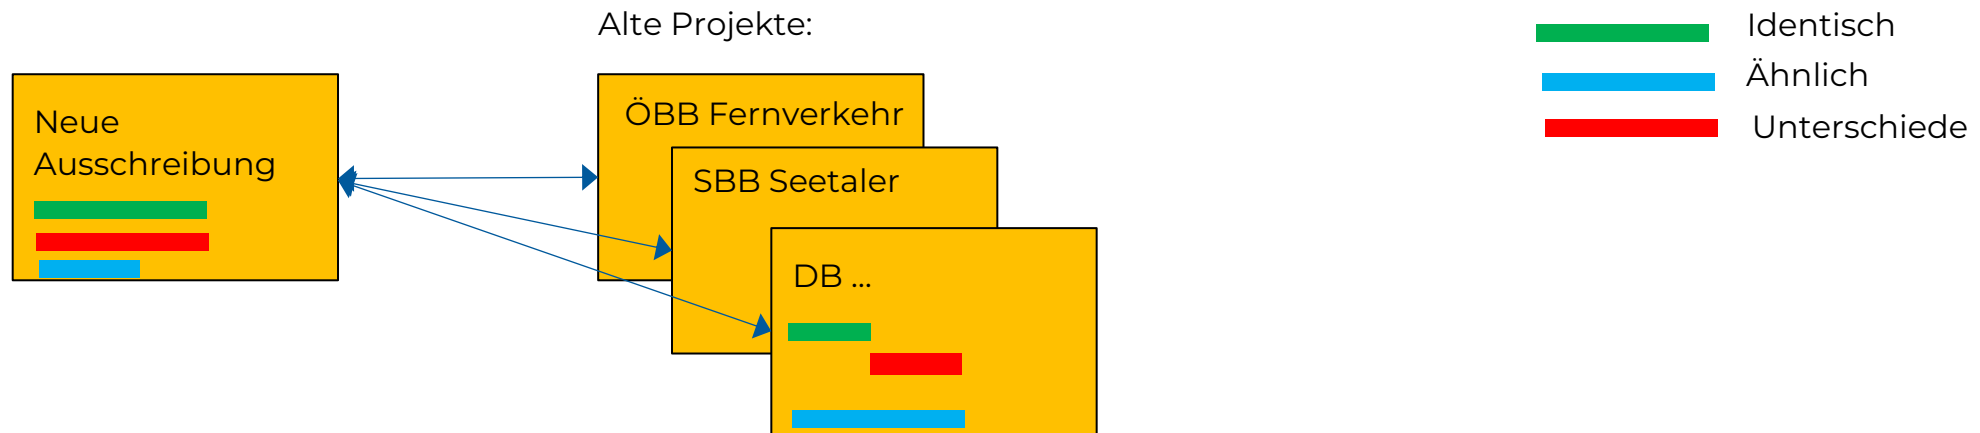 Alte Projekte:
Identisch
Ähnlich
Unterschiede
Neue
Ausschreibung
ÖBB Fernverkehr
SBB Seetaler
DB ...